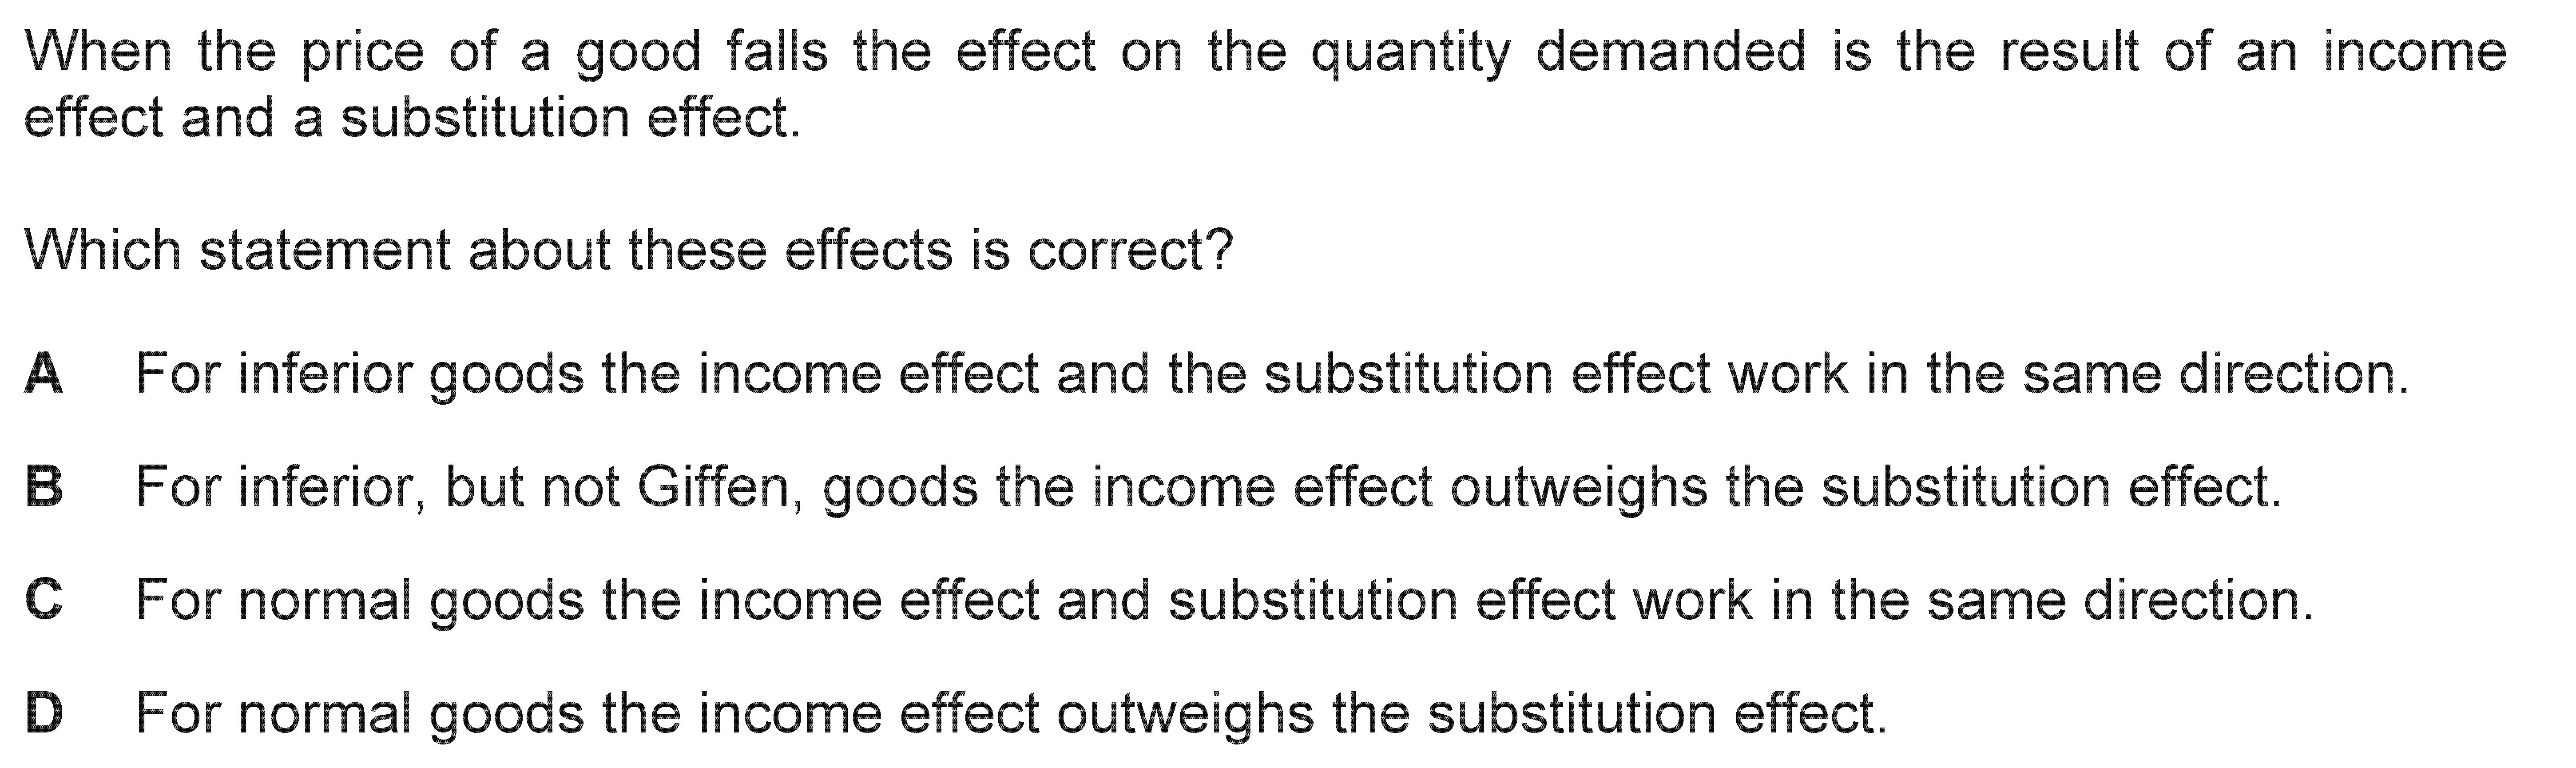 When the price of a good falls the effect on the quantity demanded is the result of an income
effect and a substitution effect.
Which statement about these effects is correct?
A For inferior goods the income effect and the substitution effect work in the same direction.
B For inferior, but not Giffen, goods the income effect outweighs the substitution effect.
C For normal goods the income effect and substitution effect work in the same direction.
D For normal goods the income effect outweighs the substitution effect.